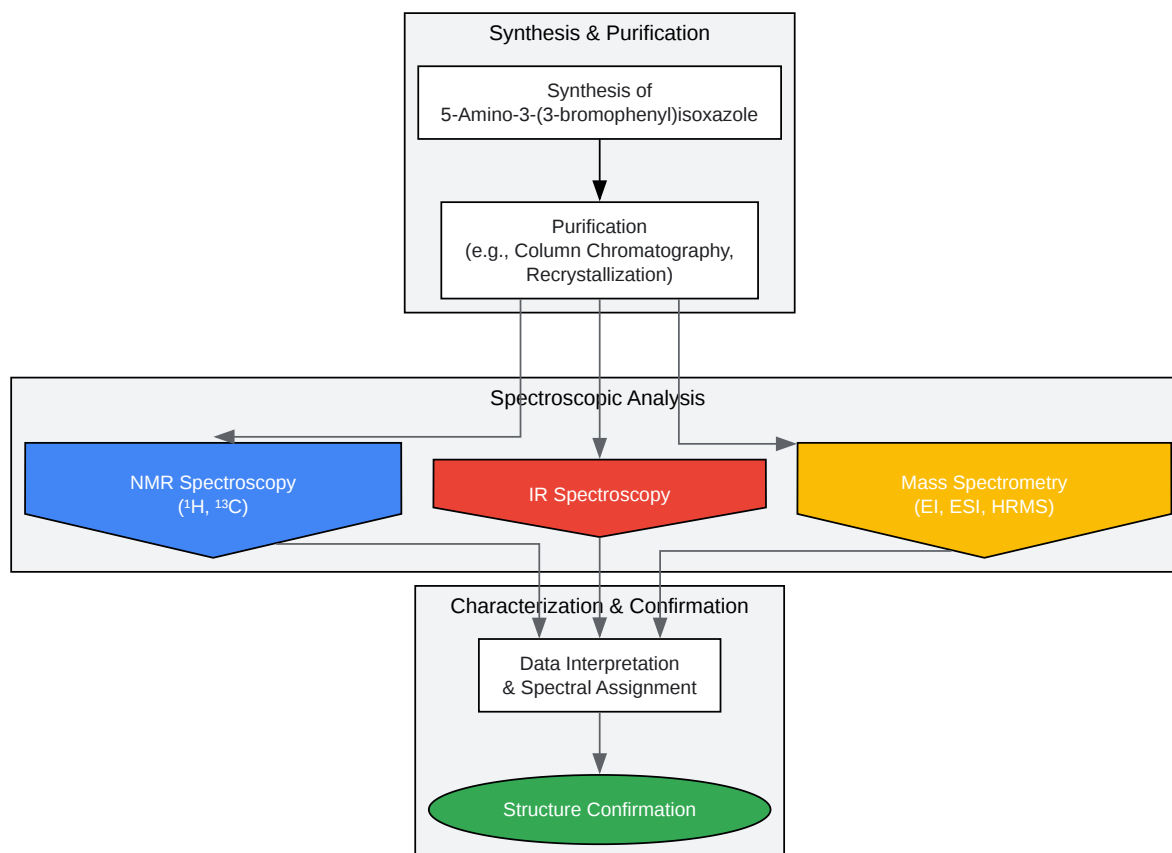 Synthesis & Purification
Synthesis of
5-Amino-3-(3-bromophenyl)isoxazole
Purification
(e.g., Column Chromatography,
Recrystallization)
Spectroscopic Analysis
NMR Spectroscopy
(¹H, ¹³C)
IR Spectroscopy
Mass Spectrometry
(EI, ESI, HRMS)
Characterization & Confirmation
Data Interpretation
& Spectral Assignment
Structure Confirmation